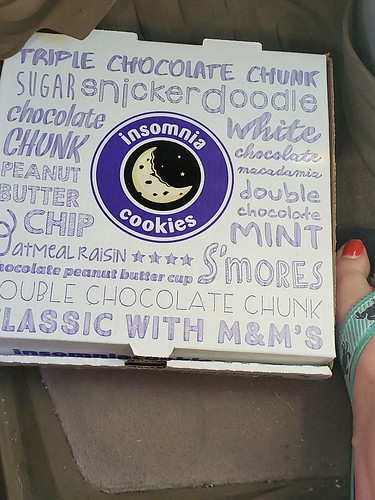 TRIPLE CHOCOLATE CHUNK
SUGAR snickerdoodle
chocolate CHUNK
white chocolate macadamia
insomnia cookies
PEANUT BUTTER CHIP
double chocolate MINT
OATMEAL RAISIN ★★★★ S'MORES
chocolate peanut butter cup
DOUBLE CHOCOLATE CHUNK
CLASSIC WITH M&M'S
insomnia